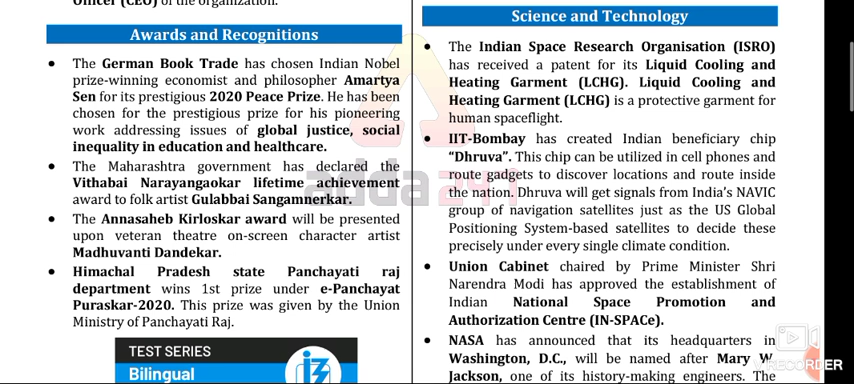 Officer (CEO) of the organization.
Awards and Recognitions
• The German Book Trade has chosen Indian Nobel
prize-winning economist and philosopher Amartya
Sen for its prestigious 2020 Peace Prize. He has been
chosen for the prestigious prize for his pioneering
work addressing issues of global justice, social
inequality in education and healthcare.
• The Maharashtra government has declared the
Vithabai Narayangaokar lifetime achievement
award to folk artist Gulabbai Sangamnerkar.
• The Annasaheb Kirloskar award will be presented
upon veteran theatre on-screen character artist
Madhuvanti Dandekar.
• Himachal Pradesh state Panchayati raj
department wins 1st prize under e-Panchayat
Puraskar-2020. This prize was given by the Union
Ministry of Panchayati Raj.
TEST SERIES
Bilingual
Science and Technology
• The Indian Space Research Organisation (ISRO)
has received a patent for its Liquid Cooling and
Heating Garment (LCHG). Liquid Cooling and
Heating Garment (LCHG) is a protective garment for
human spaceflight.
• IIT-Bombay has created Indian beneficiary chip
“Dhruva”. This chip can be utilized in cell phones and
route gadgets to discover locations and route inside
the nation. Dhruva will get signals from India's NAVIC
group of navigation satellites just as the US Global
Positioning System-based satellites to decide these
precisely under every single climate condition.
• Union Cabinet chaired by Prime Minister Shri
Narendra Modi has approved the establishment of
Indian National Space Promotion and
Authorization Centre (IN-SPACe).
• NASA has announced that its headquarters in
Washington, D.C., will be named after Mary W.
Jackson, one of its history-making engineers. The
adda241
RECORDER